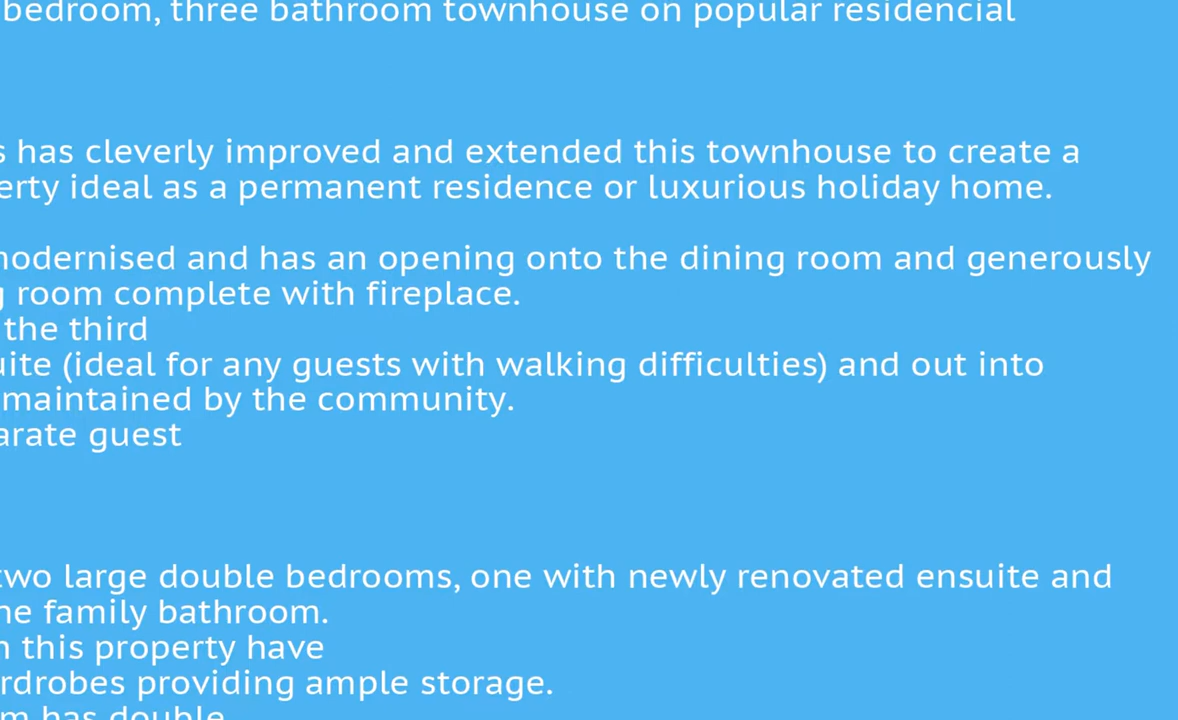 bedroom, three bathroom townhouse on popular residencial
has cleverly improved and extended this townhouse to create a
erty ideal as a permanent residence or luxurious holiday home.
modernised and has an opening onto the dining room and generously
room complete with fireplace.
the third
uite (ideal for any guests with walking difficulties) and out into
maintained by the community.
arate guest
two large double bedrooms, one with newly renovated ensuite and
he family bathroom.
this property have
rdrobes providing ample storage.
m has double